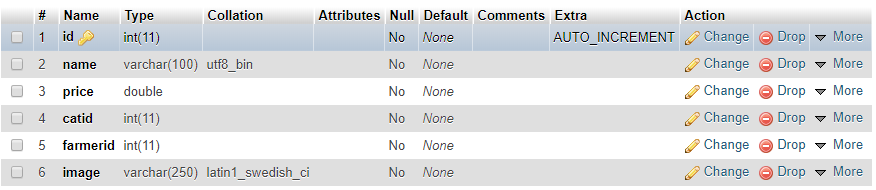 # Name Type Collation Attributes Null Default Comments Extra Action
1 id int(11) No None AUTO_INCREMENT Change Drop More
2 name varchar(100) utf8_bin No None Change Drop More
3 price double No None Change Drop More
4 catid int(11) No None Change Drop More
5 farmerid int(11) No None Change Drop More
6 image varchar(250) latin1_swedish_ci No None Change Drop More